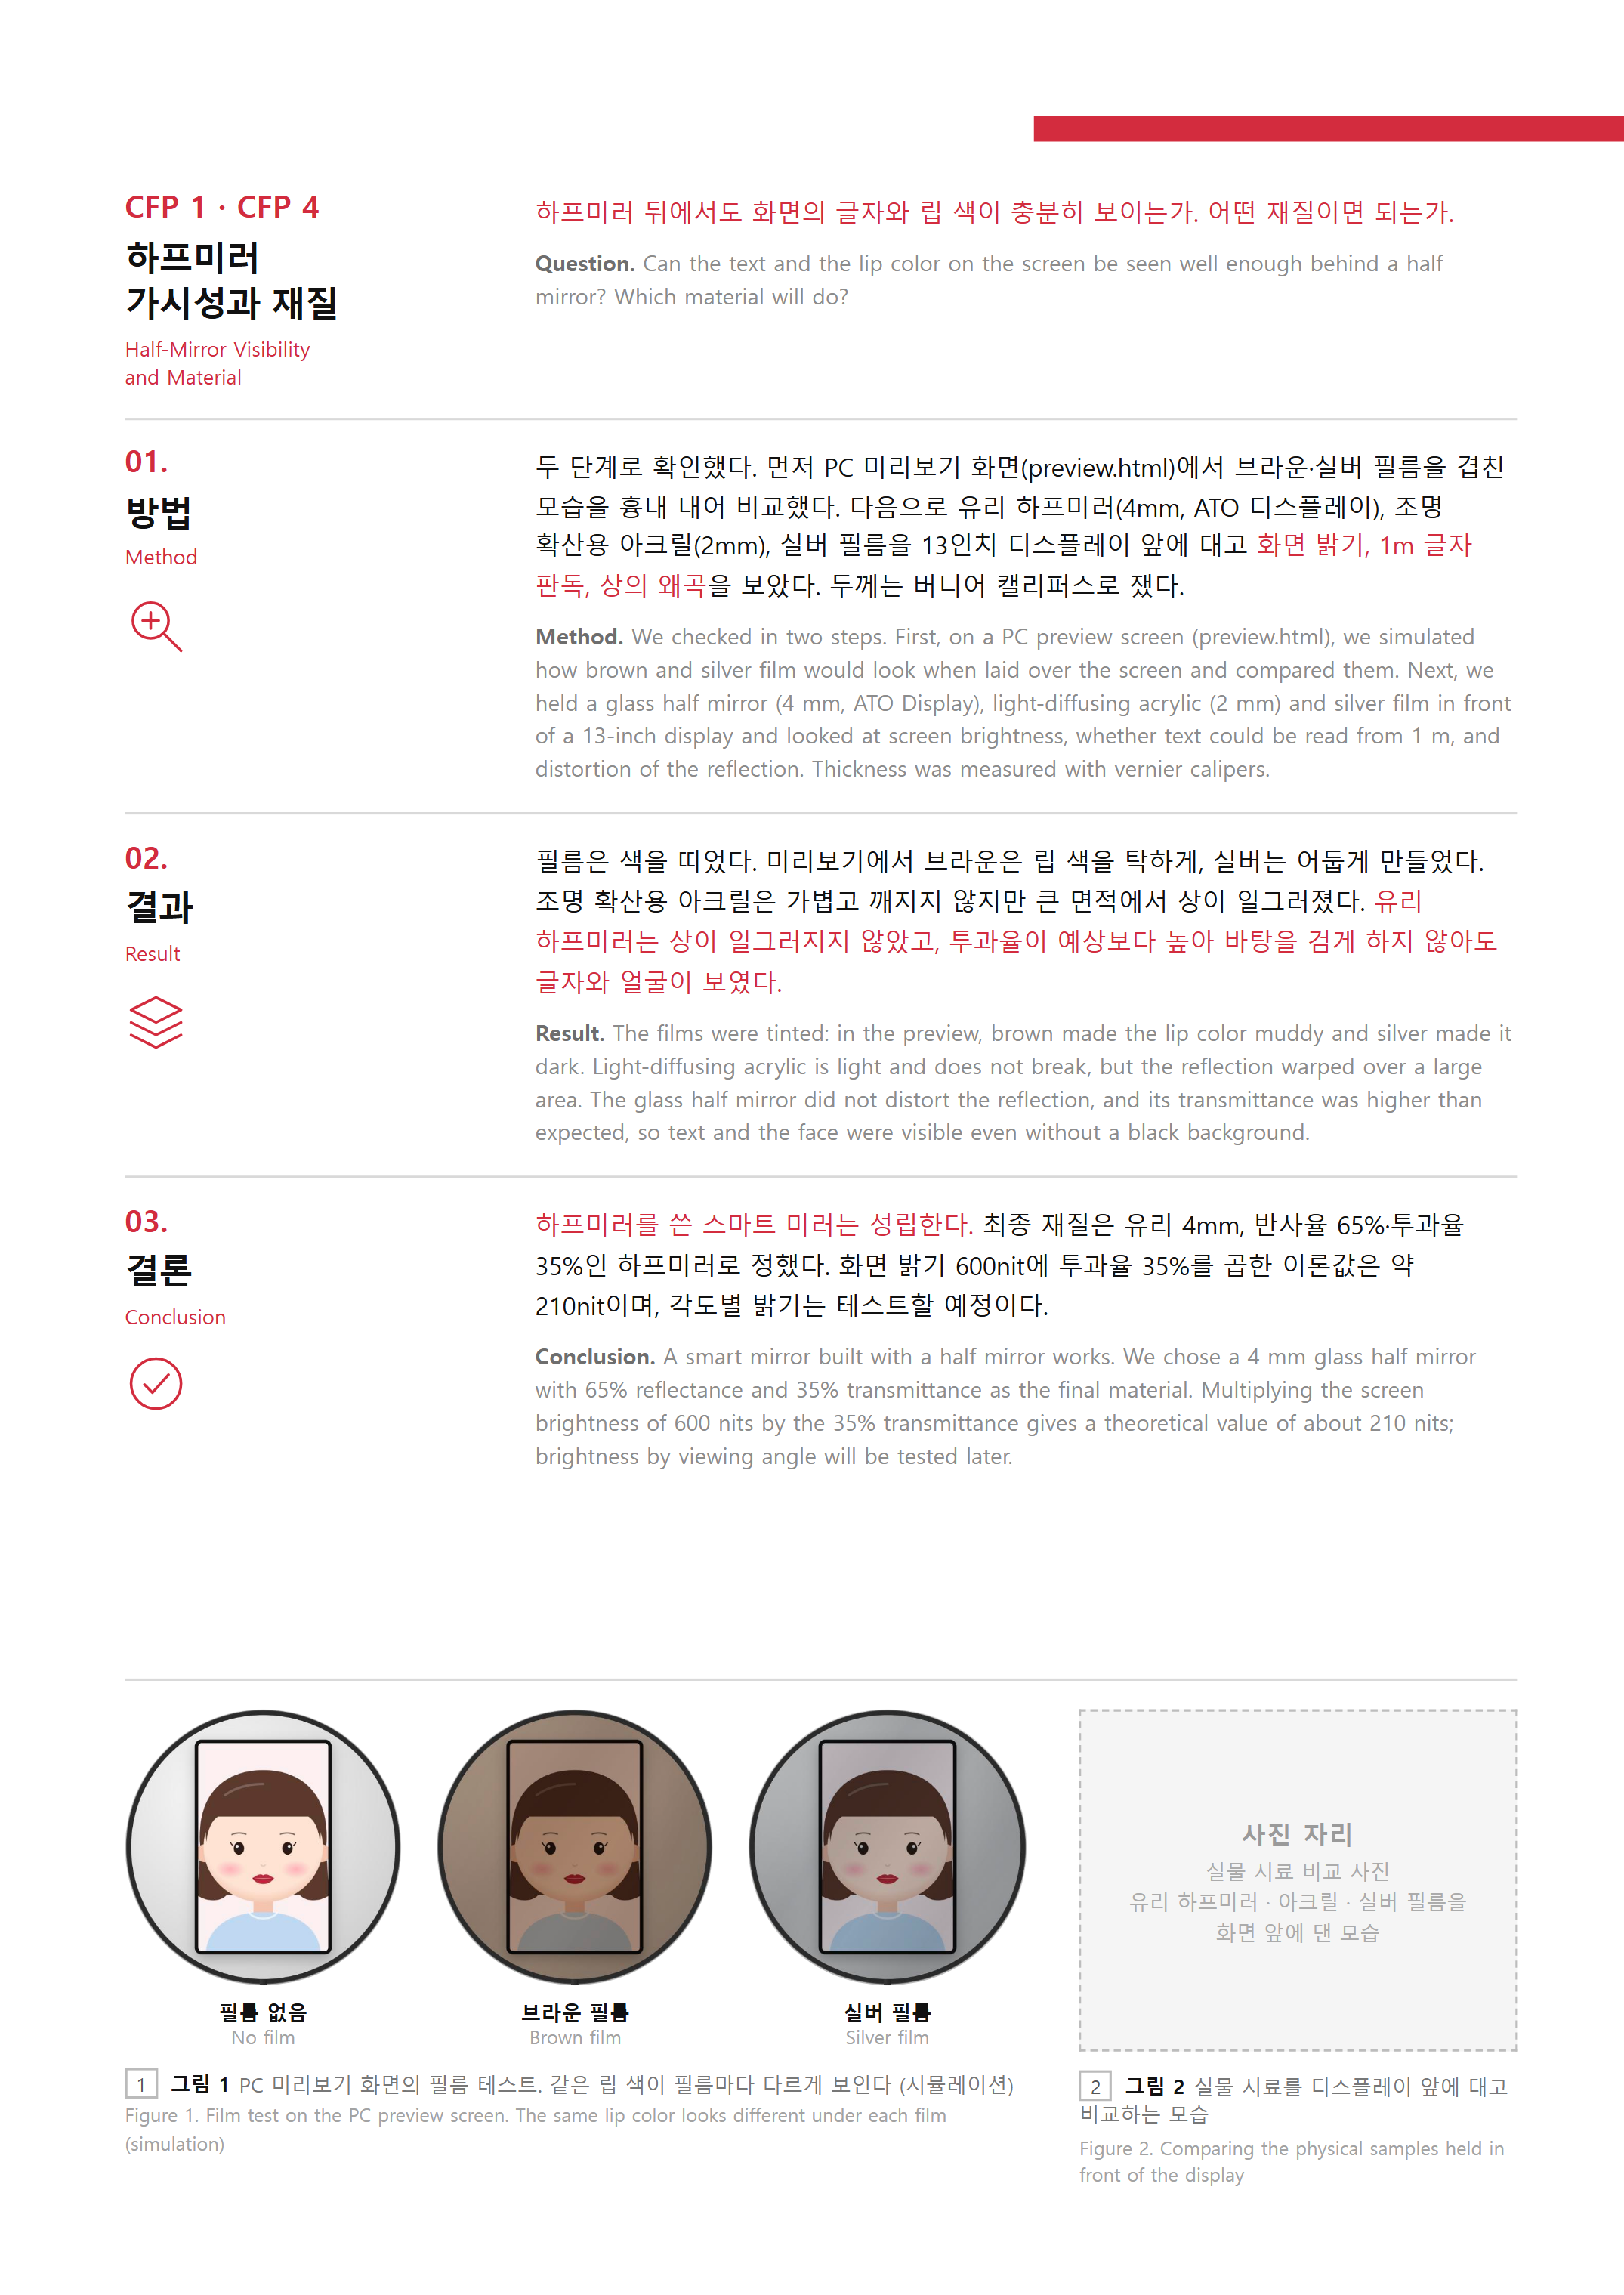 CFP 1 · CFP 4
하프미러
가시성과 재질
Half-Mirror Visibility
and Material
하프미러 뒤에서도 화면의 글자와 립 색이 충분히 보이는가. 어떤 재질이면 되는가.
Question. Can the text and the lip color on the screen be seen well enough behind a half
mirror? Which material will do?
01.
방법
Method
두 단계로 확인했다. 먼저 PC 미리보기 화면(preview.html)에서 브라운·실버 필름을 겹친
모습을 흉내 내어 비교했다. 다음으로 유리 하프미러(4mm, ATO 디스플레이), 조명
확산용 아크릴(2mm), 실버 필름을 13인치 디스플레이 앞에 대고 화면 밝기, 1m 글자
판독, 상의 왜곡을 보았다. 두께는 버니어 캘리퍼스로 쟀다.
Method. We checked in two steps. First, on a PC preview screen (preview.html), we simulated
how brown and silver film would look when laid over the screen and compared them. Next, we
held a glass half mirror (4 mm, ATO Display), light-diffusing acrylic (2 mm) and silver film in front
of a 13-inch display and looked at screen brightness, whether text could be read from 1 m, and
distortion of the reflection. Thickness was measured with vernier calipers.
02.
결과
Result
필름은 색을 띠었다. 미리보기에서 브라운은 립 색을 탁하게, 실버는 어둡게 만들었다.
조명 확산용 아크릴은 가볍고 깨지지 않지만 큰 면적에서 상이 일그러졌다. 유리
하프미러는 상이 일그러지지 않았고, 투과율이 예상보다 높아 바탕을 검게 하지 않아도
글자와 얼굴이 보였다.
Result. The films were tinted: in the preview, brown made the lip color muddy and silver made it
dark. Light-diffusing acrylic is light and does not break, but the reflection warped over a large
area. The glass half mirror did not distort the reflection, and its transmittance was higher than
expected, so text and the face were visible even without a black background.
03.
결론
Conclusion
하프미러를 쓴 스마트 미러는 성립한다. 최종 재질은 유리 4mm, 반사율 65%·투과율
35%인 하프미러로 정했다. 화면 밝기 600nit에 투과율 35%를 곱한 이론값은 약
210nit이며, 각도별 밝기는 테스트할 예정이다.
Conclusion. A smart mirror built with a half mirror works. We chose a 4 mm glass half mirror
with 65% reflectance and 35% transmittance as the final material. Multiplying the screen
brightness of 600 nits by the 35% transmittance gives a theoretical value of about 210 nits;
brightness by viewing angle will be tested later.
필름 없음
No film
브라운 필름
Brown film
실버 필름
Silver film
1 그림 1 PC 미리보기 화면의 필름 테스트. 같은 립 색이 필름마다 다르게 보인다 (시뮬레이션)
Figure 1. Film test on the PC preview screen. The same lip color looks different under each film
(simulation)
사진 자리
실물 시료 비교 사진
유리 하프미러 · 아크릴 · 실버 필름을
화면 앞에 댄 모습
2 그림 2 실물 시료를 디스플레이 앞에 대고
비교하는 모습
Figure 2. Comparing the physical samples held in
front of the display